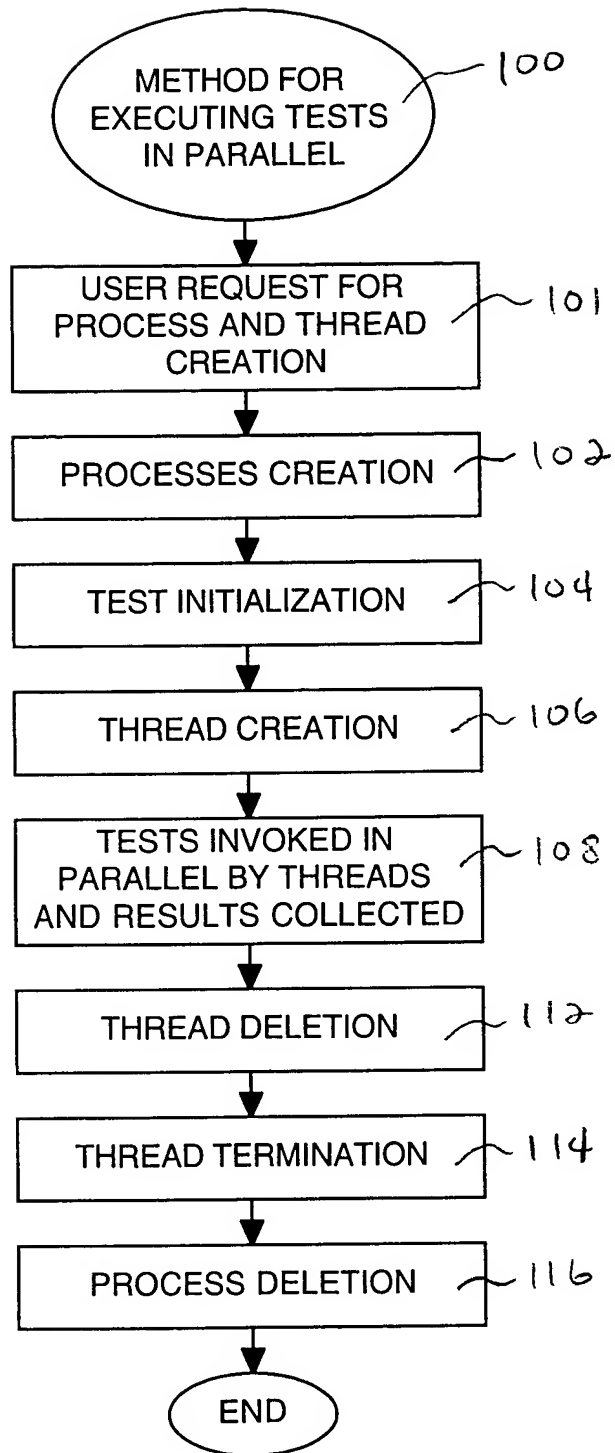 METHOD FOR
EXECUTING TESTS
IN PARALLEL
100
USER REQUEST FOR
PROCESS AND THREAD
CREATION
101
PROCESSES CREATION
102
TEST INITIALIZATION
104
THREAD CREATION
106
TESTS INVOKED IN
PARALLEL BY THREADS
AND RESULTS COLLECTED
108
THREAD DELETION
112
THREAD TERMINATION
114
PROCESS DELETION
116
END